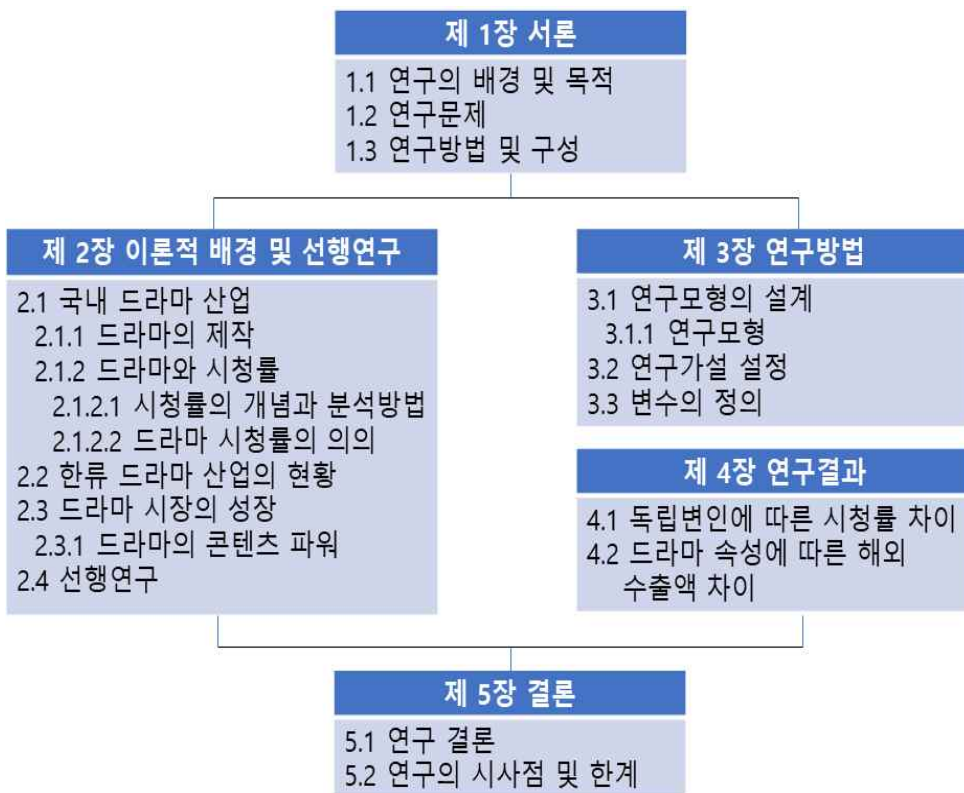 제 1장 서론
1.1 연구의 배경 및 목적
1.2 연구문제
1.3 연구방법 및 구성
제 2장 이론적 배경 및 선행연구
2.1 국내 드라마 산업
2.1.1 드라마의 제작
2.1.2 드라마와 시청률
2.1.2.1 시청률의 개념과 분석방법
2.1.2.2 드라마 시청률의 의의
2.2 한류 드라마 산업의 현황
2.3 드라마 시장의 성장
2.3.1 드라마의 콘텐츠 파워
2.4 선행연구
제 3장 연구방법
3.1 연구모형의 설계
3.1.1 연구모형
3.2 연구가설 설정
3.3 변수의 정의
제 4장 연구결과
4.1 독립변인에 따른 시청률 차이
4.2 드라마 속성에 따른 해외
수출액 차이
제 5장 결론
5.1 연구 결론
5.2 연구의 시사점 및 한계